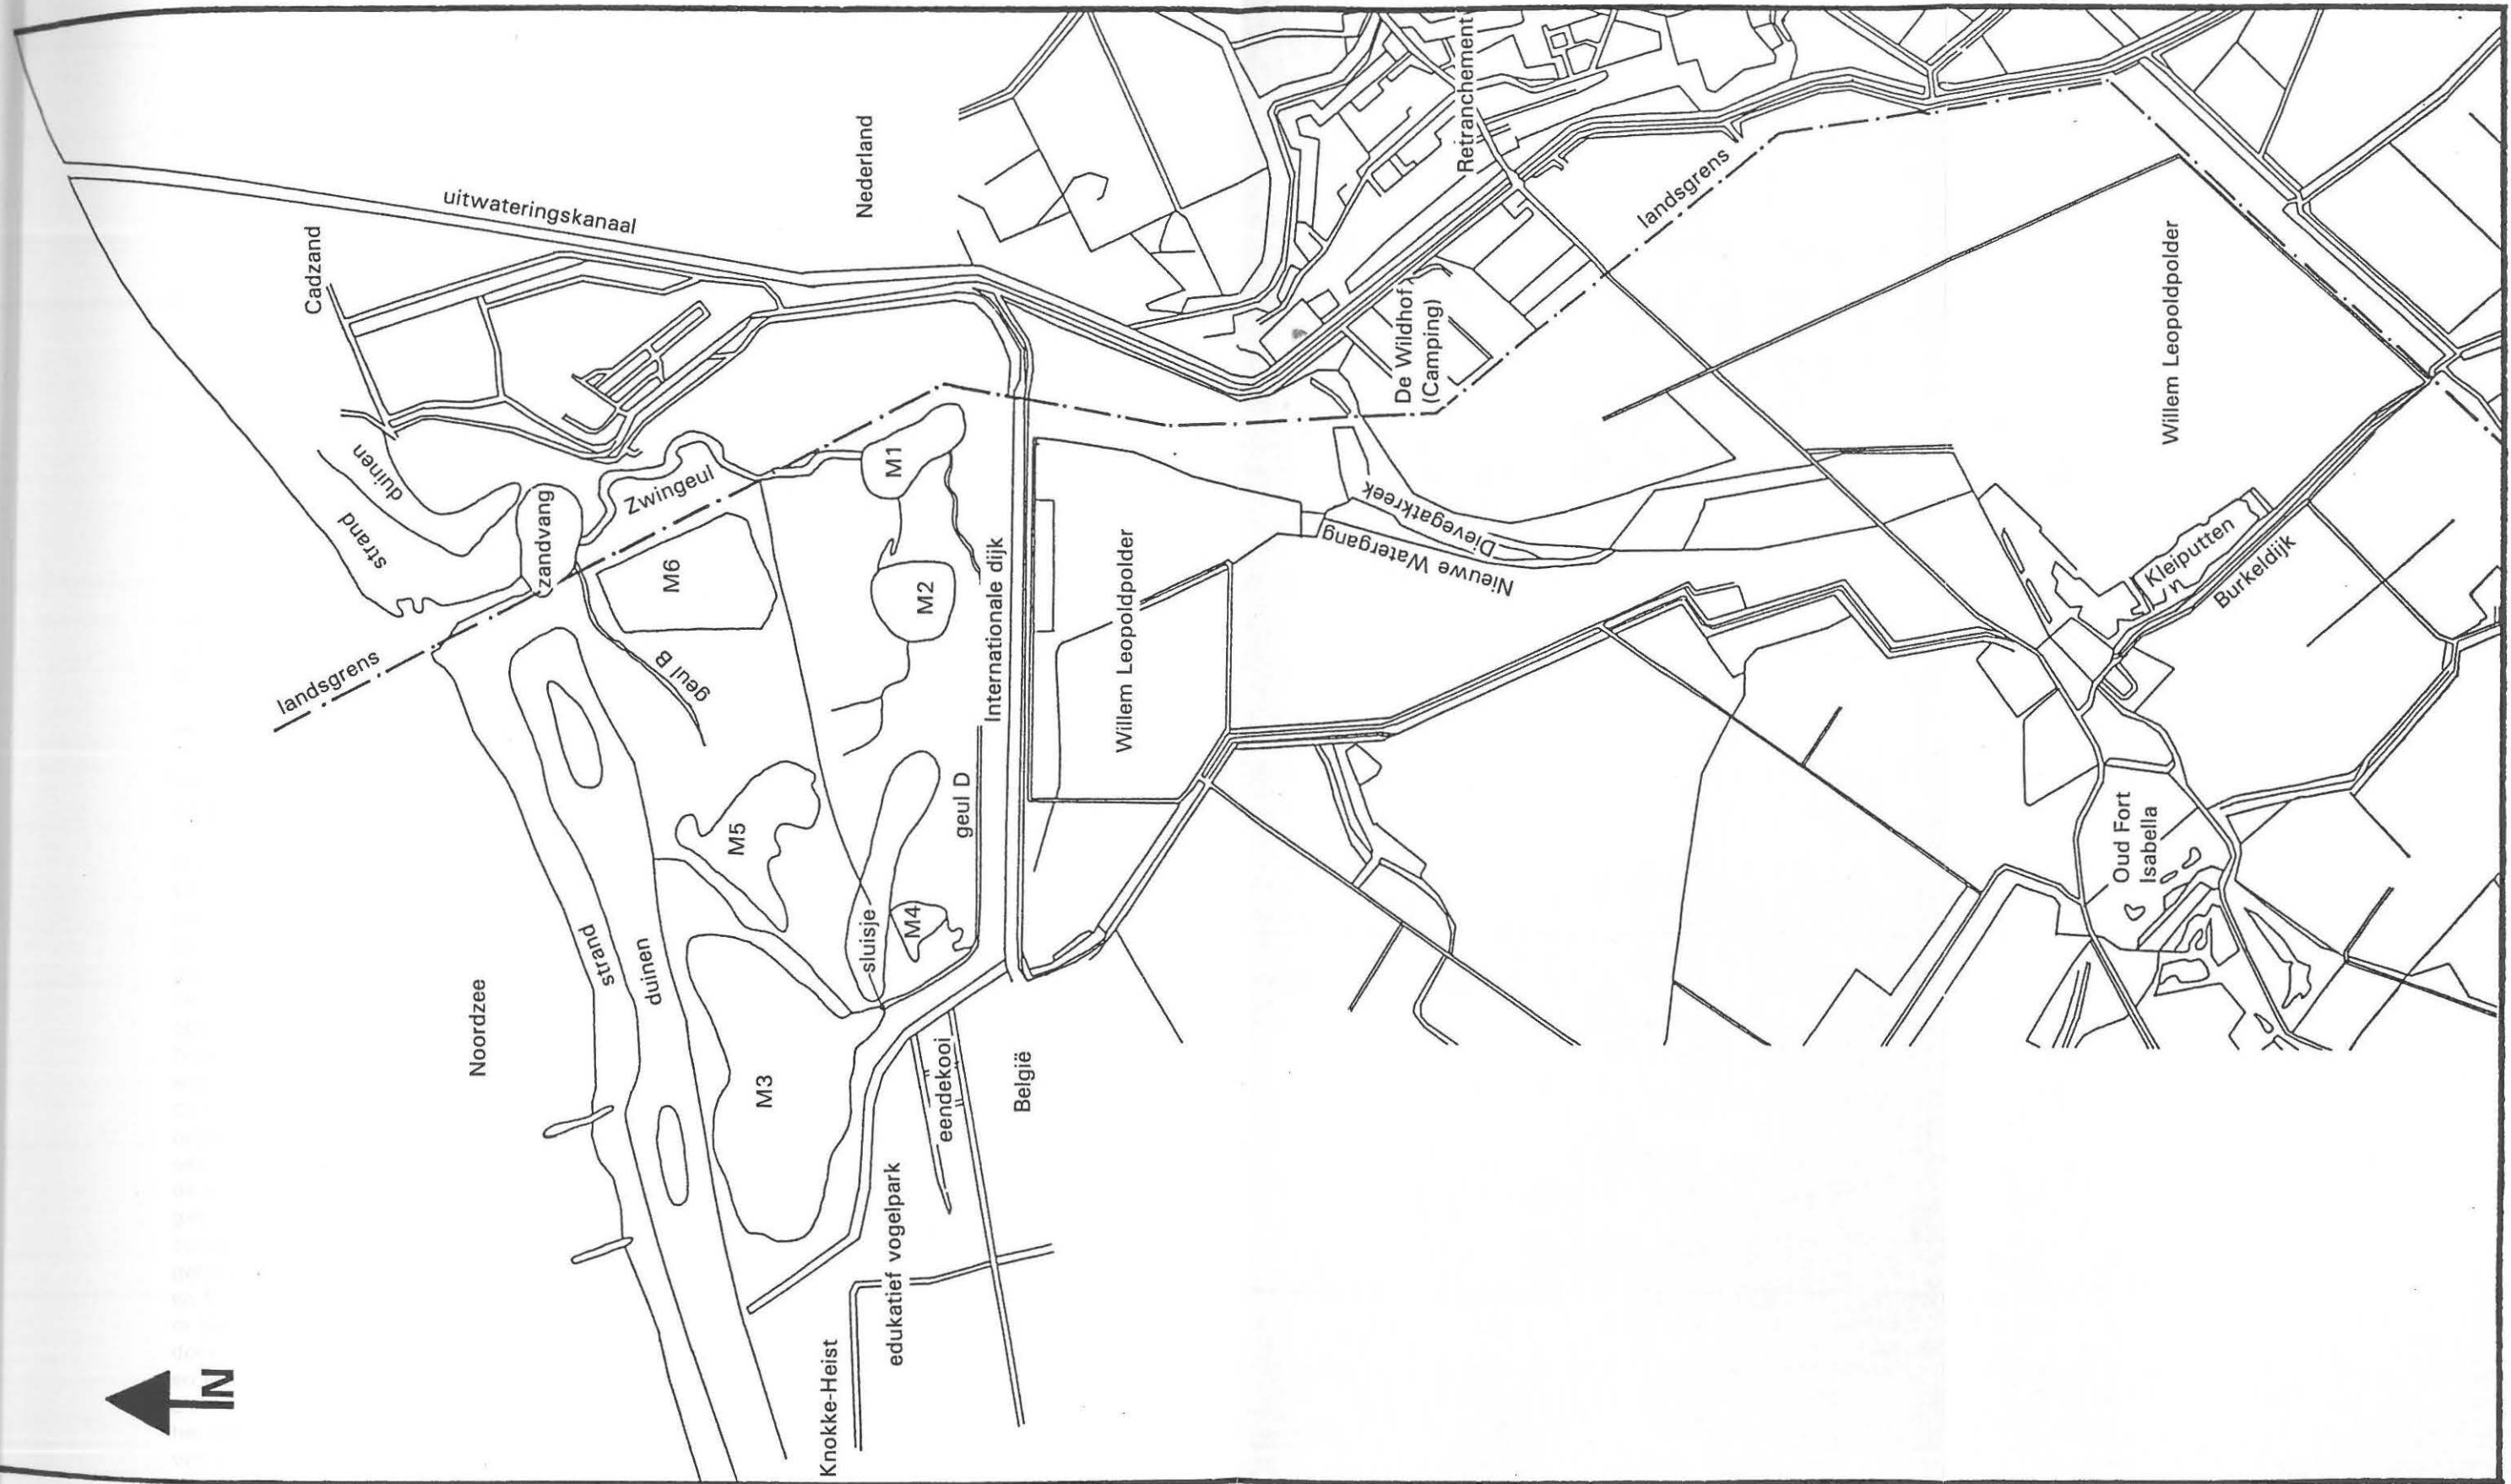 N
Noordzee
Knokke-Heist
edukatief vogelpark
eendekooi
België
strand
duinen
M3
sluisje
M4
M5
geul D
Internationale dijk
landsgrens
geul B
M6
M2
M1
Zwingeul
zandvang
strand
duinen
Cadzand
uitwateringskanaal
Nederland
Willem Leopoldpolder
Nieuwe Watergang
Dievegatkreek
De Wildhof
(Camping)
Retranchement
landsgrens
Willem Leopoldpolder
Kleiputten
Burkeldijk
Oud Fort
Isabella